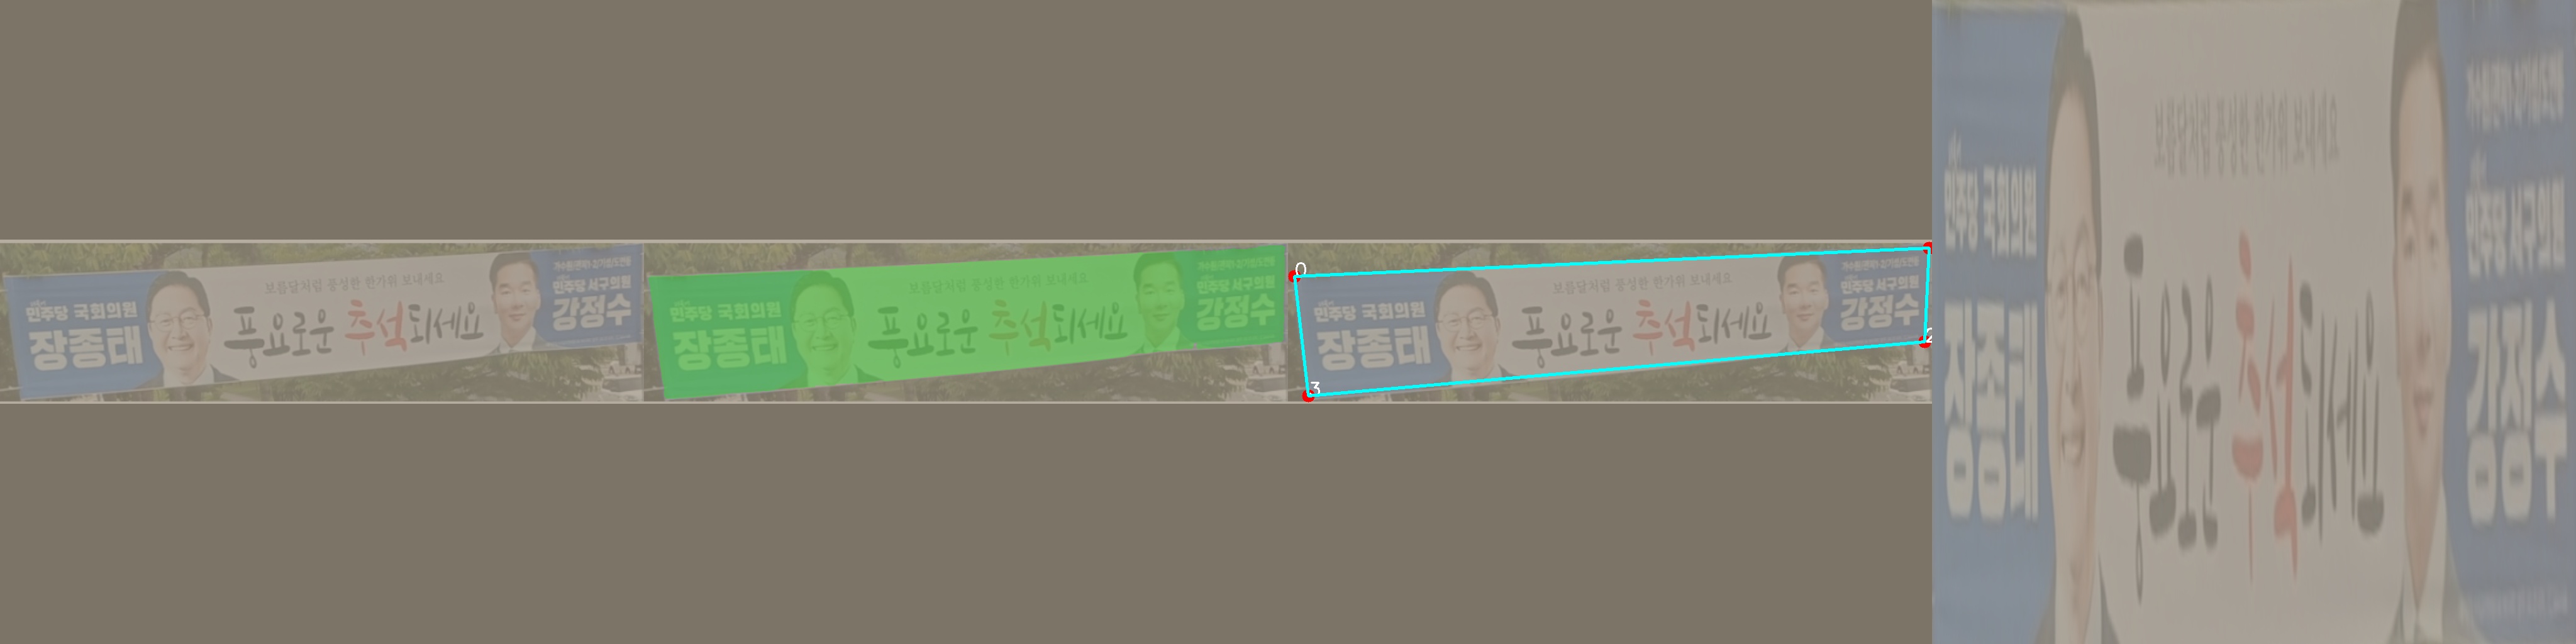 보름달처럼 풍성한 한가위 보내세요
민주당 국회의원
장종태
풍요로운 추석되세요
민주당 서구의원
강정수